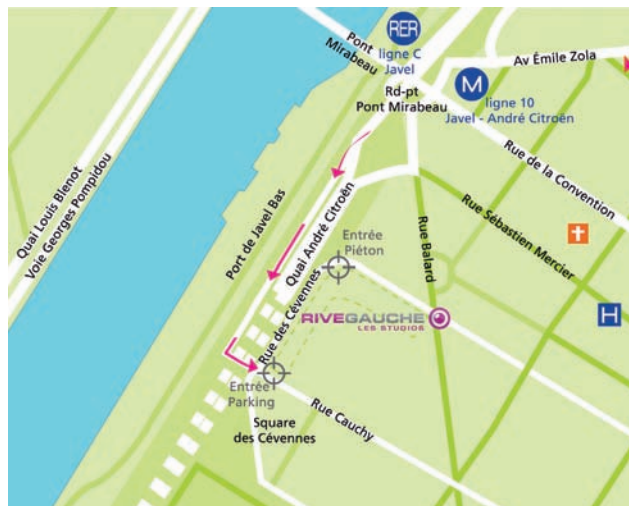 Pont
Mirabeau
RER
ligne C
Javel
Av Émile Zola
M
ligne 10
Javel - André Citroën
Rd-pt
Pont Mirabeau
Rue de la Convention
Quai Louis Blenot
Voie Georges Pompidou
Port de Javel Bas
Quai André Citroën
Rue des Cévennes
Entrée
Piéton
Rue Balard
Rue Sébastien Mercier
H
RIVEGAUCHE
LES STUDIOS
Entrée
Parking
Rue Cauchy
Square
des Cévennes